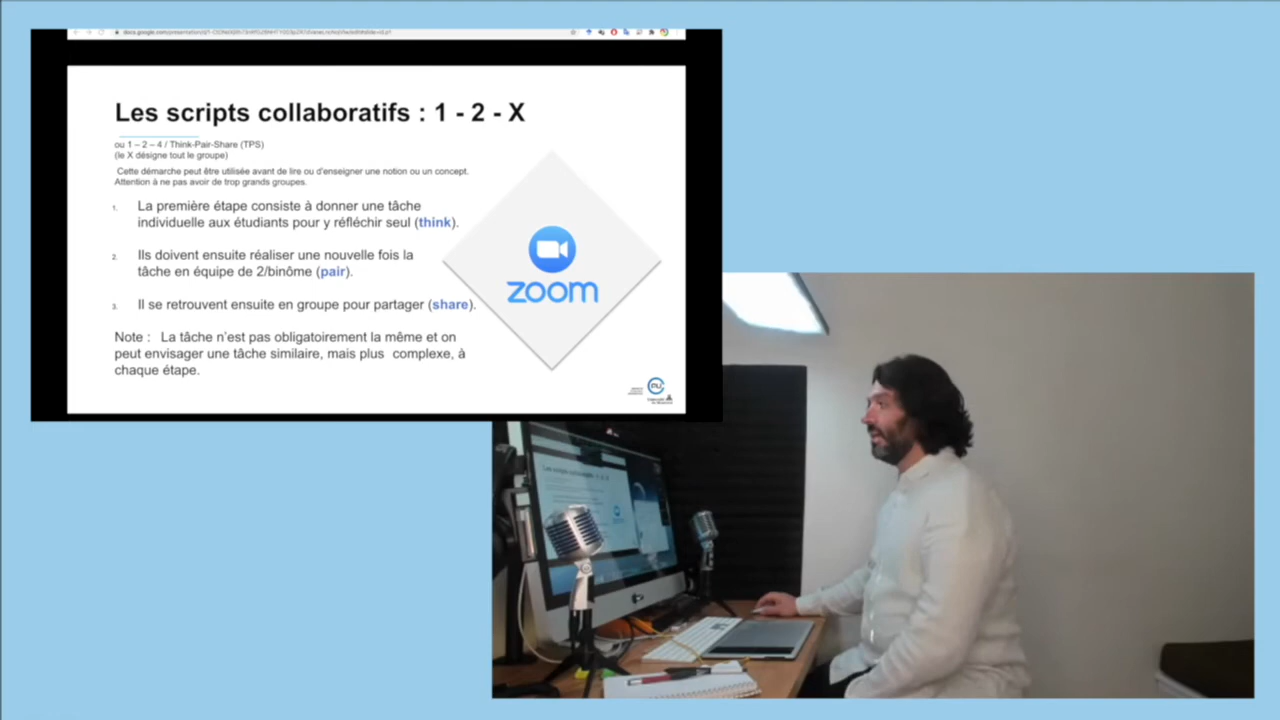 Les scripts collaboratifs : 1 - 2 - X
ou 1 – 2 – 4 / Think-Pair-Share (TPS)
(le X désigne tout le groupe)
Cette démarche peut être utilisée avant de lire ou d'enseigner une notion ou un concept.
Attention à ne pas avoir de trop grands groupes.
1. La première étape consiste à donner une tâche
individuelle aux étudiants pour y réfléchir seul (think).
2. Ils doivent ensuite réaliser une nouvelle fois la
tâche en équipe de 2/binôme (pair).
3. Il se retrouvent ensuite en groupe pour partager (share).
Note : La tâche n'est pas obligatoirement la même et on
peut envisager une tâche similaire, mais plus complexe, à
chaque étape.
zoom
Les scripts collaboratifs : 1 - 2 - X